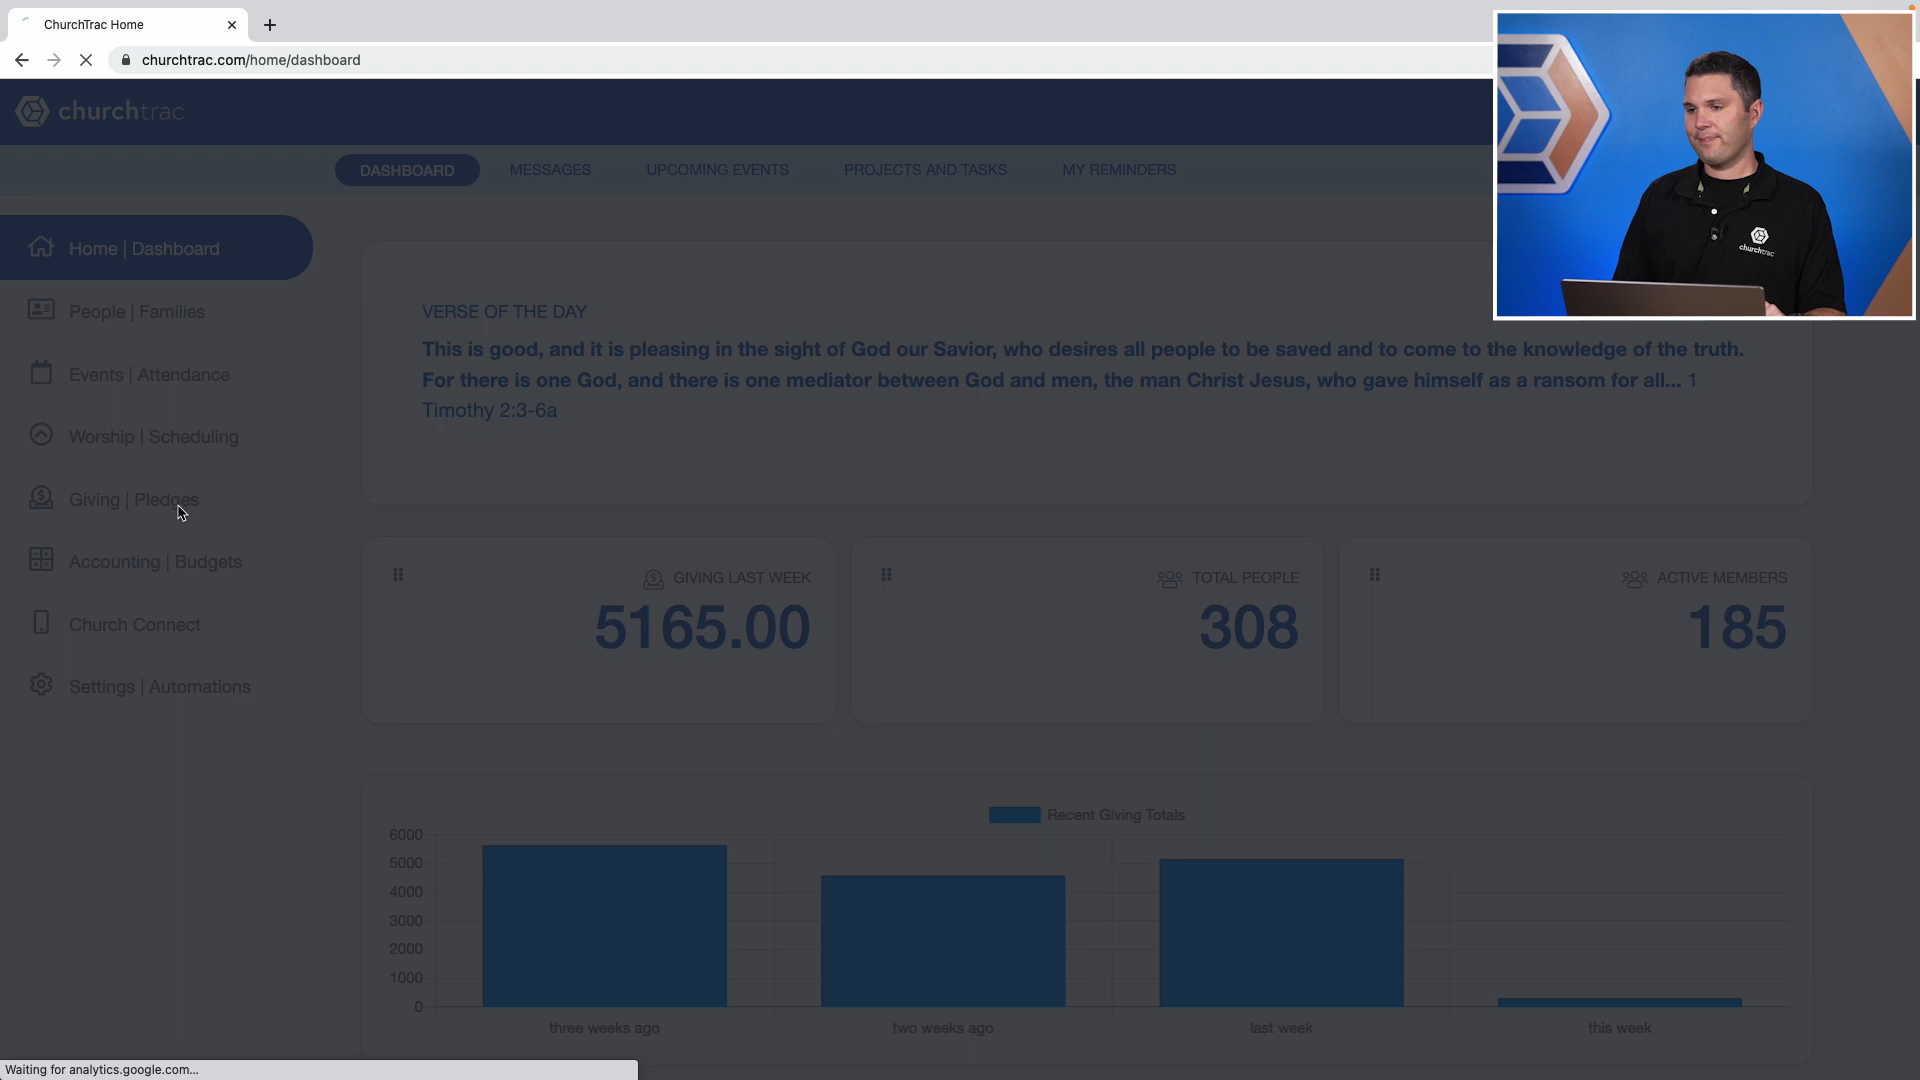 ChurchTrac Home
churchtrac.com/home/dashboard
churchtrac
DASHBOARD
MESSAGES
UPCOMING EVENTS
PROJECTS AND TASKS
MY REMINDERS
Home | Dashboard
People | Families
Events | Attendance
Worship | Scheduling
Giving | Pledges
Accounting | Budgets
Church Connect
Settings | Automations
VERSE OF THE DAY
This is good, and it is pleasing in the sight of God our Savior, who desires all people to be saved and to come to the knowledge of the truth.
For there is one God, and there is one mediator between God and men, the man Christ Jesus, who gave himself as a ransom for all... 1
Timothy 2:3-6a
GIVING LAST WEEK
5165.00
TOTAL PEOPLE
308
ACTIVE MEMBERS
185
Recent Giving Totals
6000
5000
4000
3000
2000
1000
0
three weeks ago
two weeks ago
last week
this week
Waiting for analytics.google.com...
churchtrac